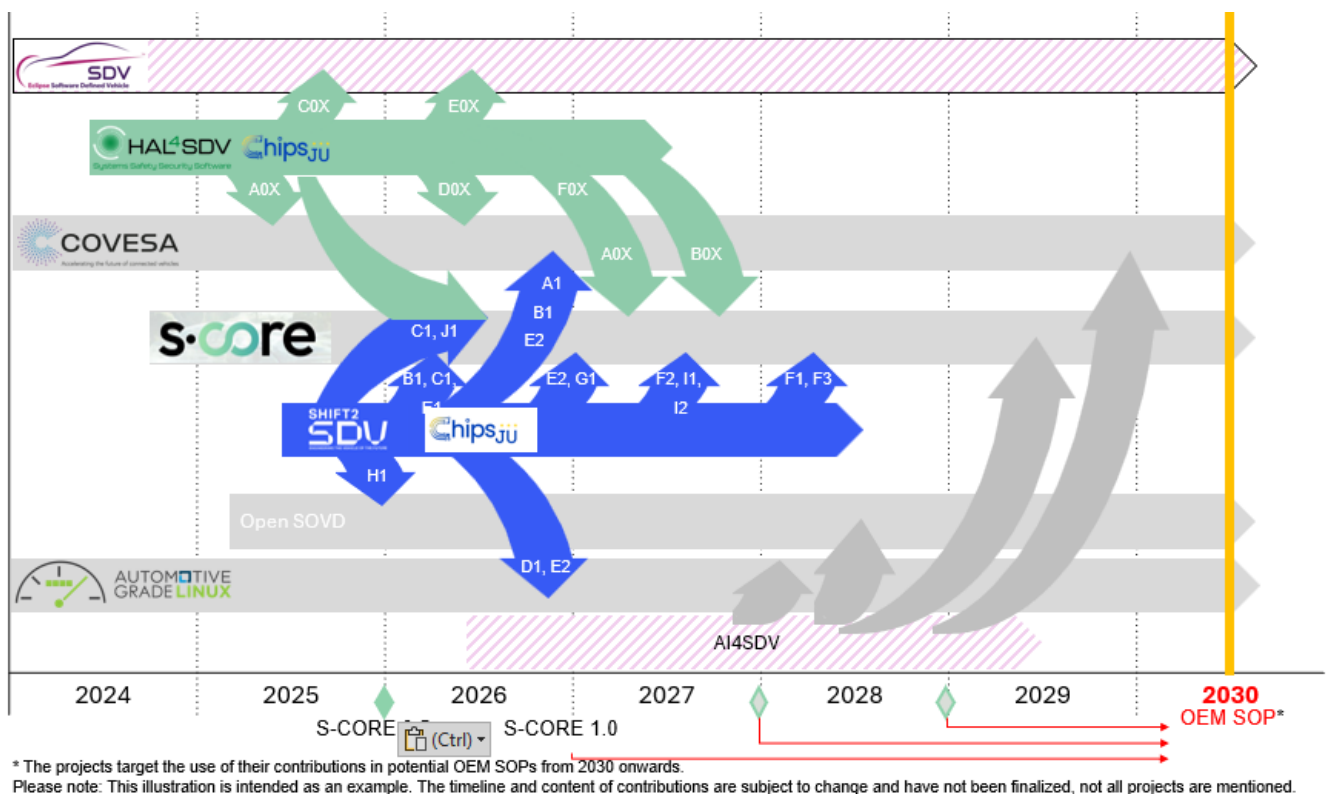 SDV
Eclipse Software Defined Vehicle
C0X
E0X
HAL4SDV
Systems Safety Security Software
ChipsJU
A0X
D0X
F0X
COVESA
Accelerating the future of connected vehicles
A0X
B0X
A1
B1
E2
s·core
C1, J1
B1, C1,
E1
E2, G1
F2, I1,
I2
F1, F3
SHIFT2
SDV
ChipsJU
H1
Open SOVD
D1, E2
AUTOMOTIVE
GRADE LINUX
AI4SDV
2024
2025
2026
2027
2028
2029
2030
OEM SOP*
S-CORE
(Ctrl)
S-CORE 1.0
* The projects target the use of their contributions in potential OEM SOPs from 2030 onwards.
Please note: This illustration is intended as an example. The timeline and content of contributions are subject to change and have not been finalized, not all projects are mentioned.